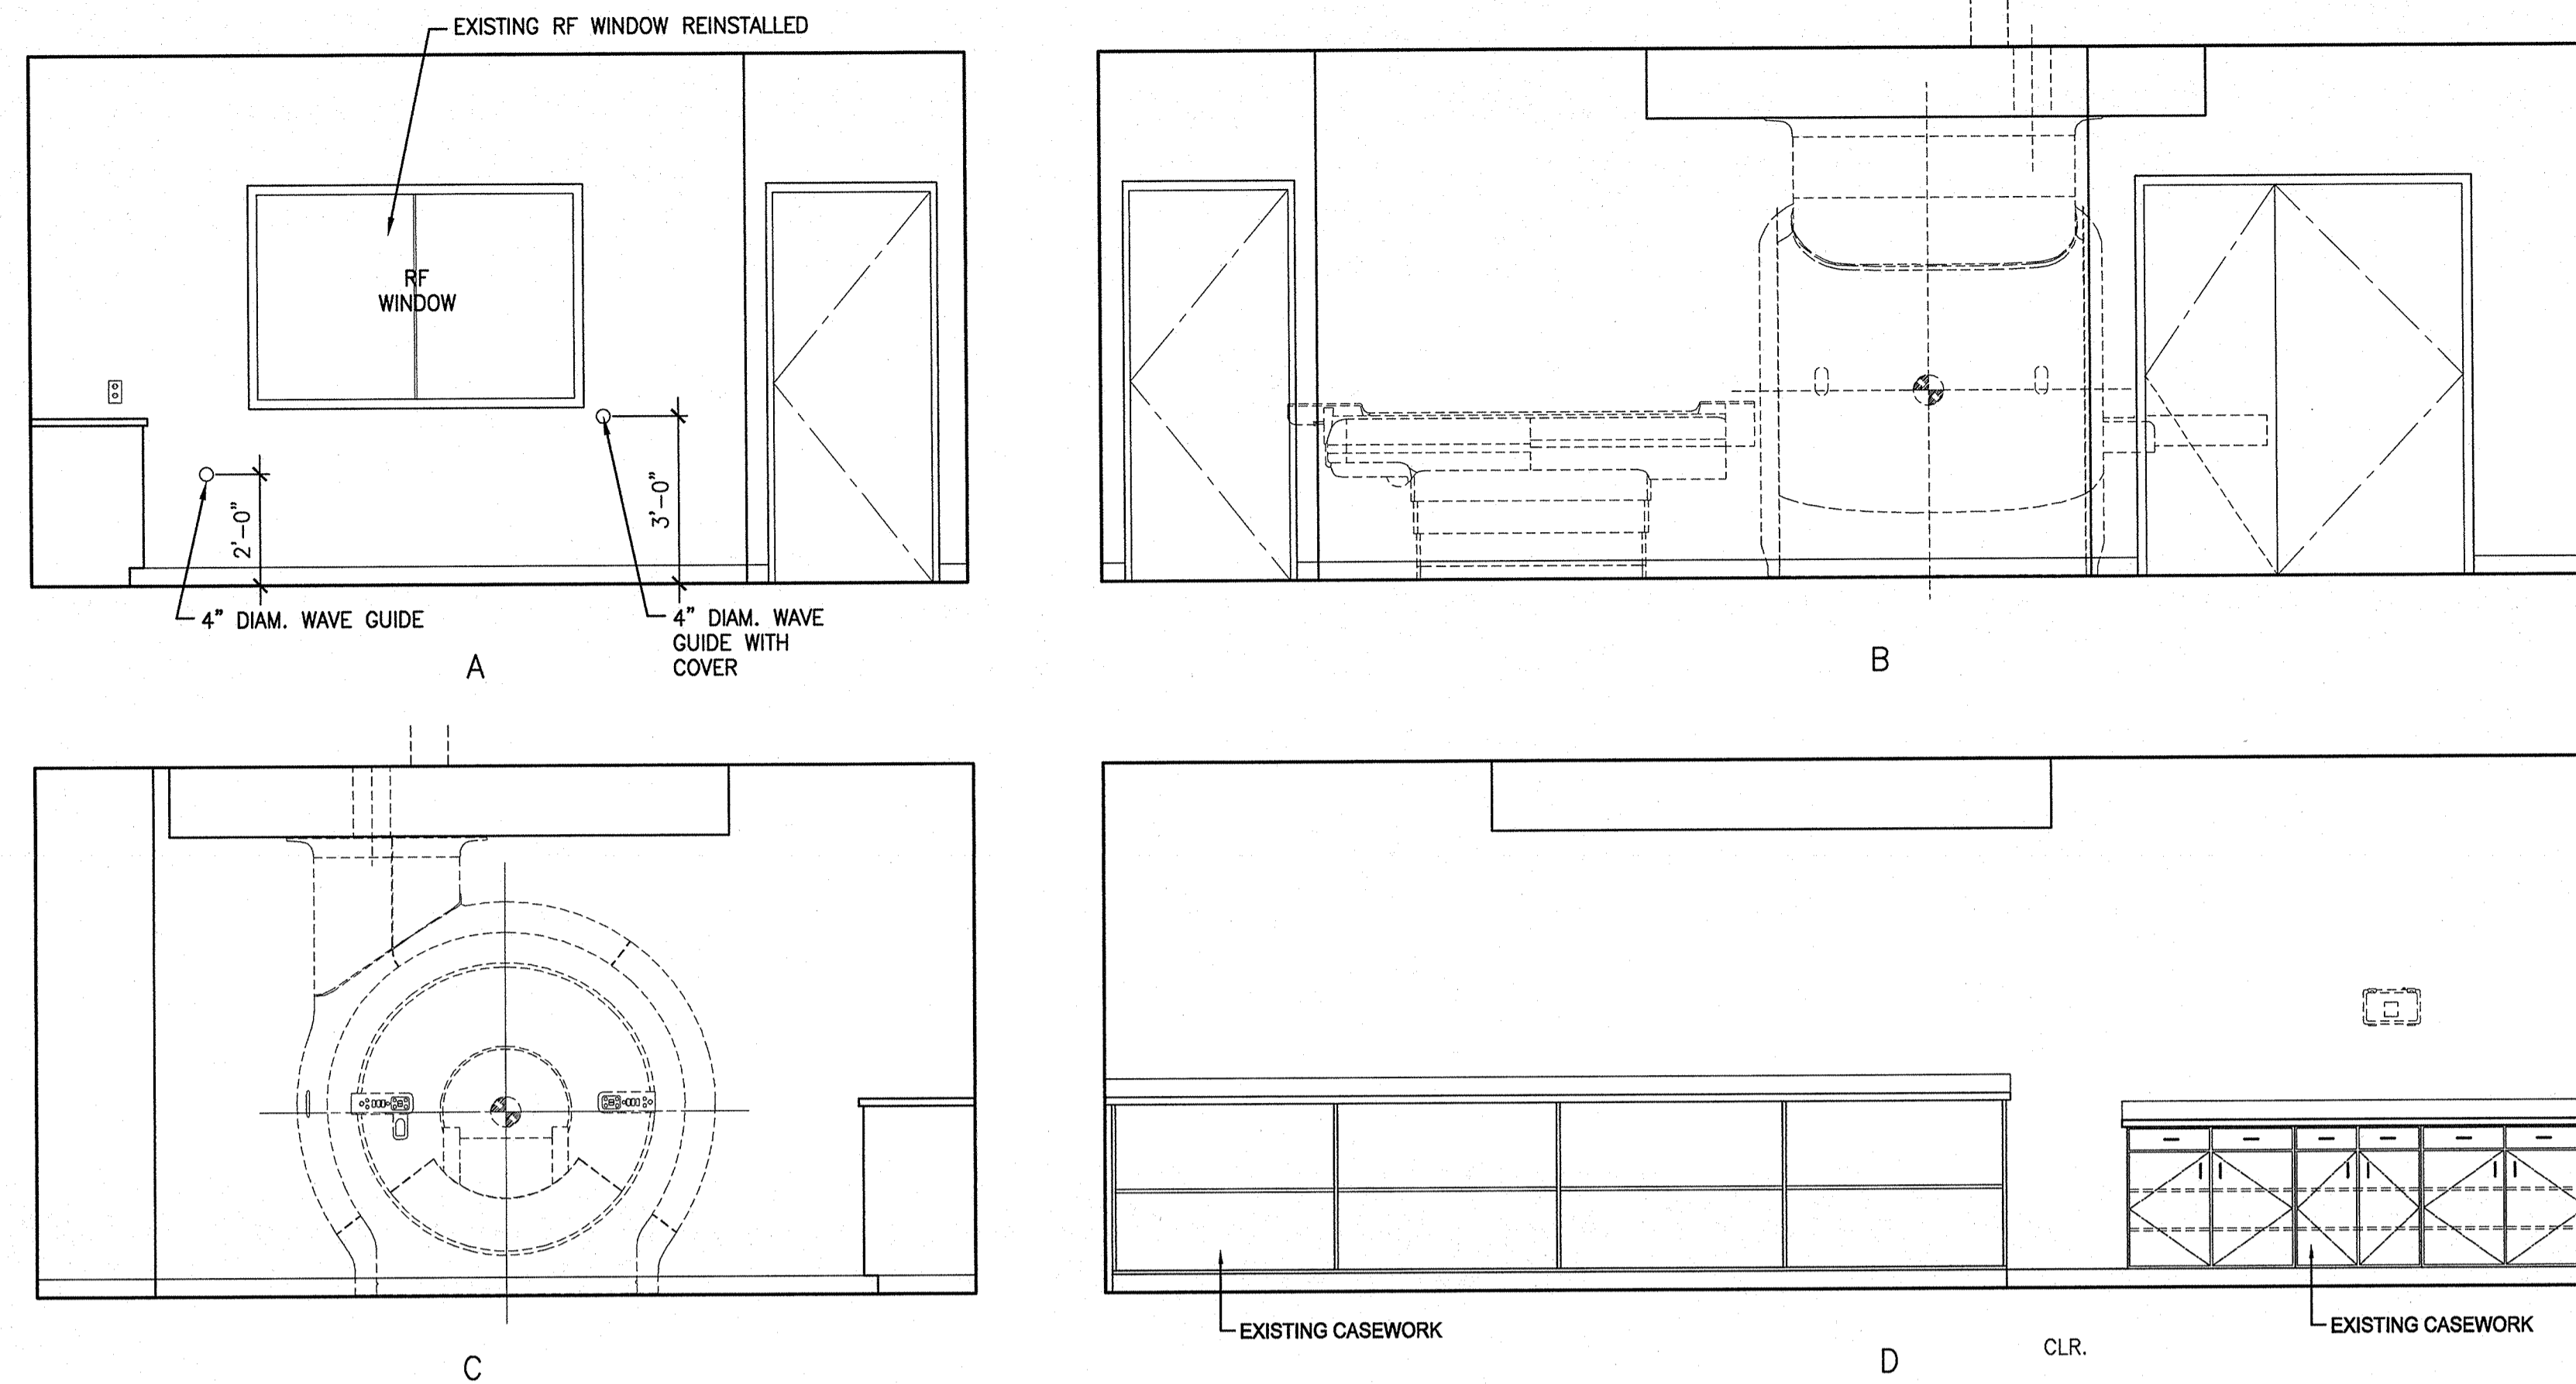 EXISTING RF WINDOW REINSTALLED
RF
WINDOW
2'-0"
3'-0"
4" DIAM. WAVE GUIDE
4" DIAM. WAVE
GUIDE WITH
COVER
A
B
C
EXISTING CASEWORK
EXISTING CASEWORK
CLR.
D